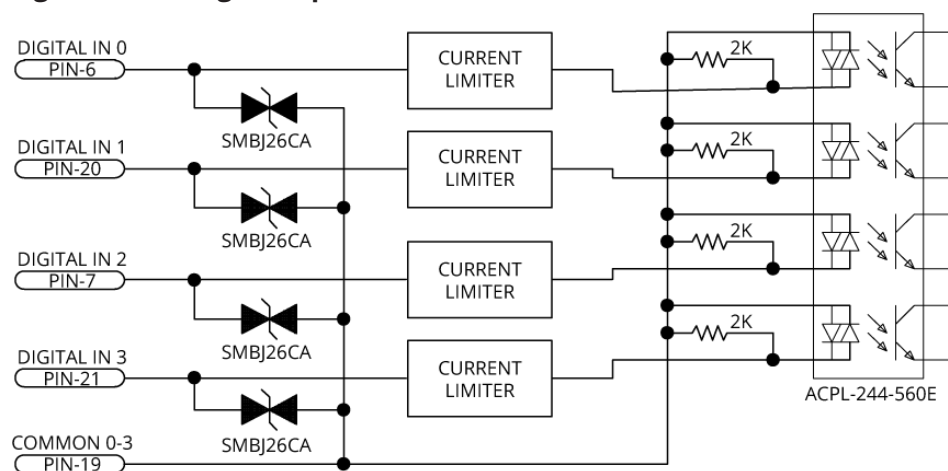 DIGITAL IN 0
PIN-6
CURRENT
LIMITER
2K
SMBJ26CA
DIGITAL IN 1
PIN-20
CURRENT
LIMITER
2K
SMBJ26CA
DIGITAL IN 2
PIN-7
CURRENT
LIMITER
2K
SMBJ26CA
DIGITAL IN 3
PIN-21
CURRENT
LIMITER
2K
SMBJ26CA
ACPL-244-560E
COMMON 0-3
PIN-19